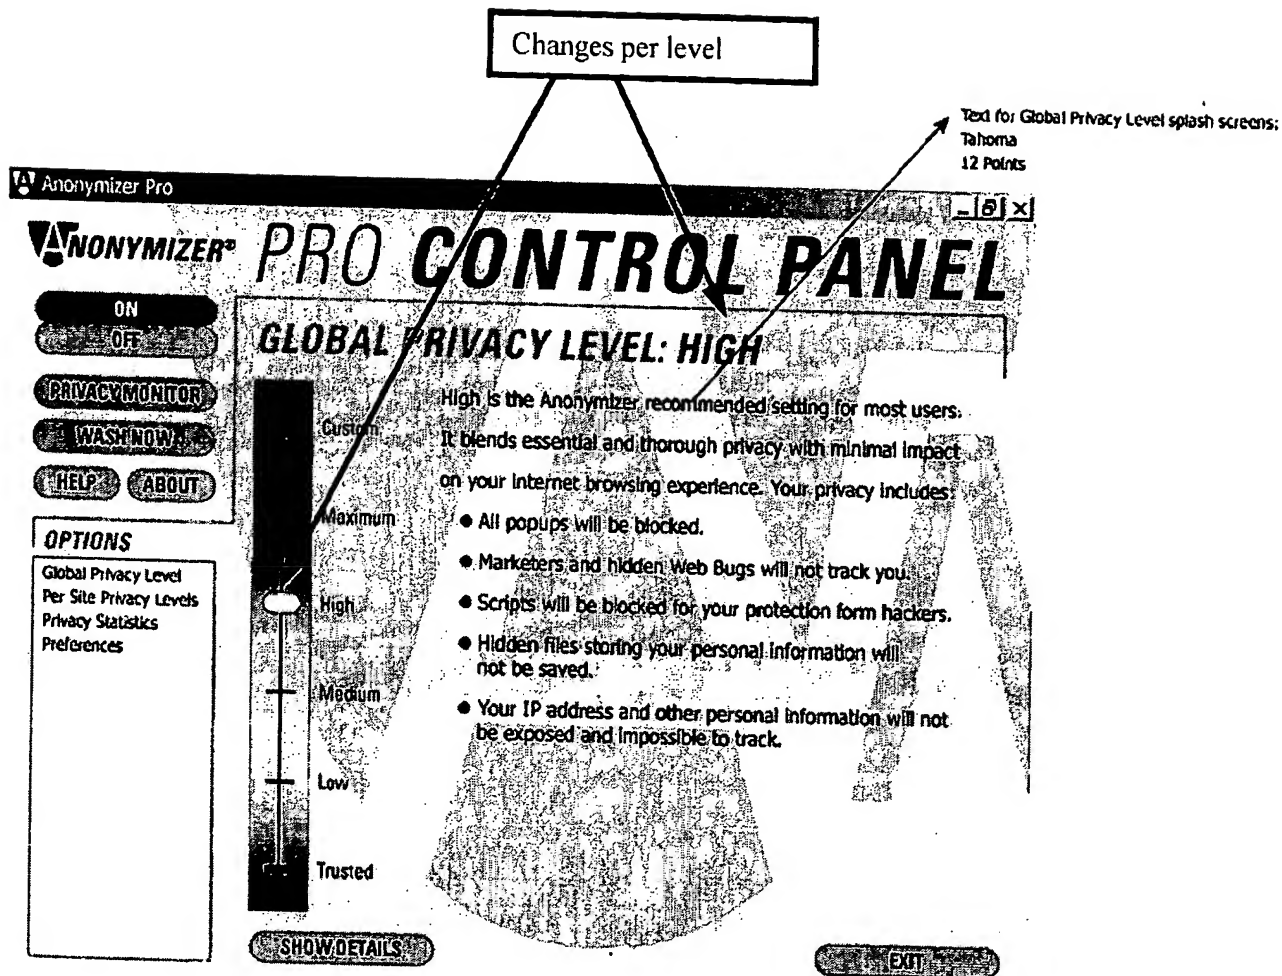 Changes per level
Text for Global Privacy Level splash screens:
Tahoma
12 Points
Anonymizer Pro
ANONYMIZER®
PRO CONTROL PANEL
ON
OFF
PRIVACY MONITOR
WASH NOW
HELP
ABOUT
OPTIONS
Global Privacy Level
Per Site Privacy Levels
Privacy Statistics
Preferences
GLOBAL PRIVACY LEVEL: HIGH
Custom
Maximum
High
Medium
Low
Trusted
High is the Anonymizer recommended setting for most users.
It blends essential and thorough privacy with minimal impact
on your internet browsing experience. Your privacy includes:
● All popups will be blocked.
● Marketers and hidden Web Bugs will not track you.
● Scripts will be blocked for your protection form hackers.
● Hidden files storing your personal information will
not be saved.
● Your IP address and other personal information will not
be exposed and impossible to track.
SHOW DETAILS
EXIT